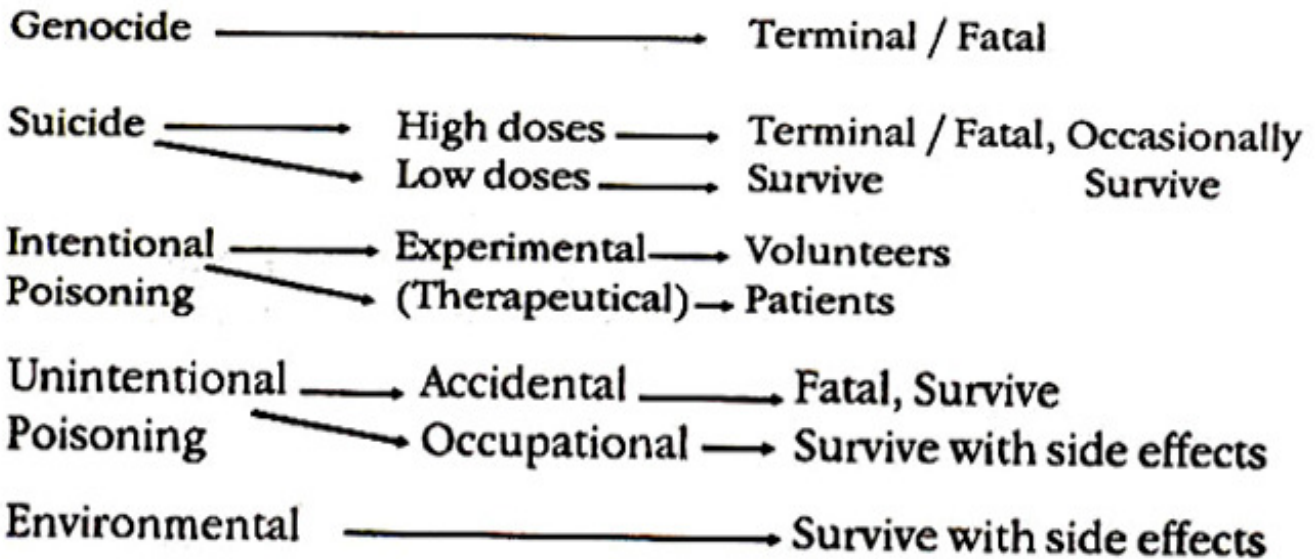 Genocide Terminal / Fatal
Suicide High doses Terminal / Fatal, Occasionally
Low doses Survive Survive
Intentional Experimental Volunteers
Poisoning (Therapeutical) Patients
Unintentional Accidental Fatal, Survive
Poisoning Occupational Survive with side effects
Environmental Survive with side effects